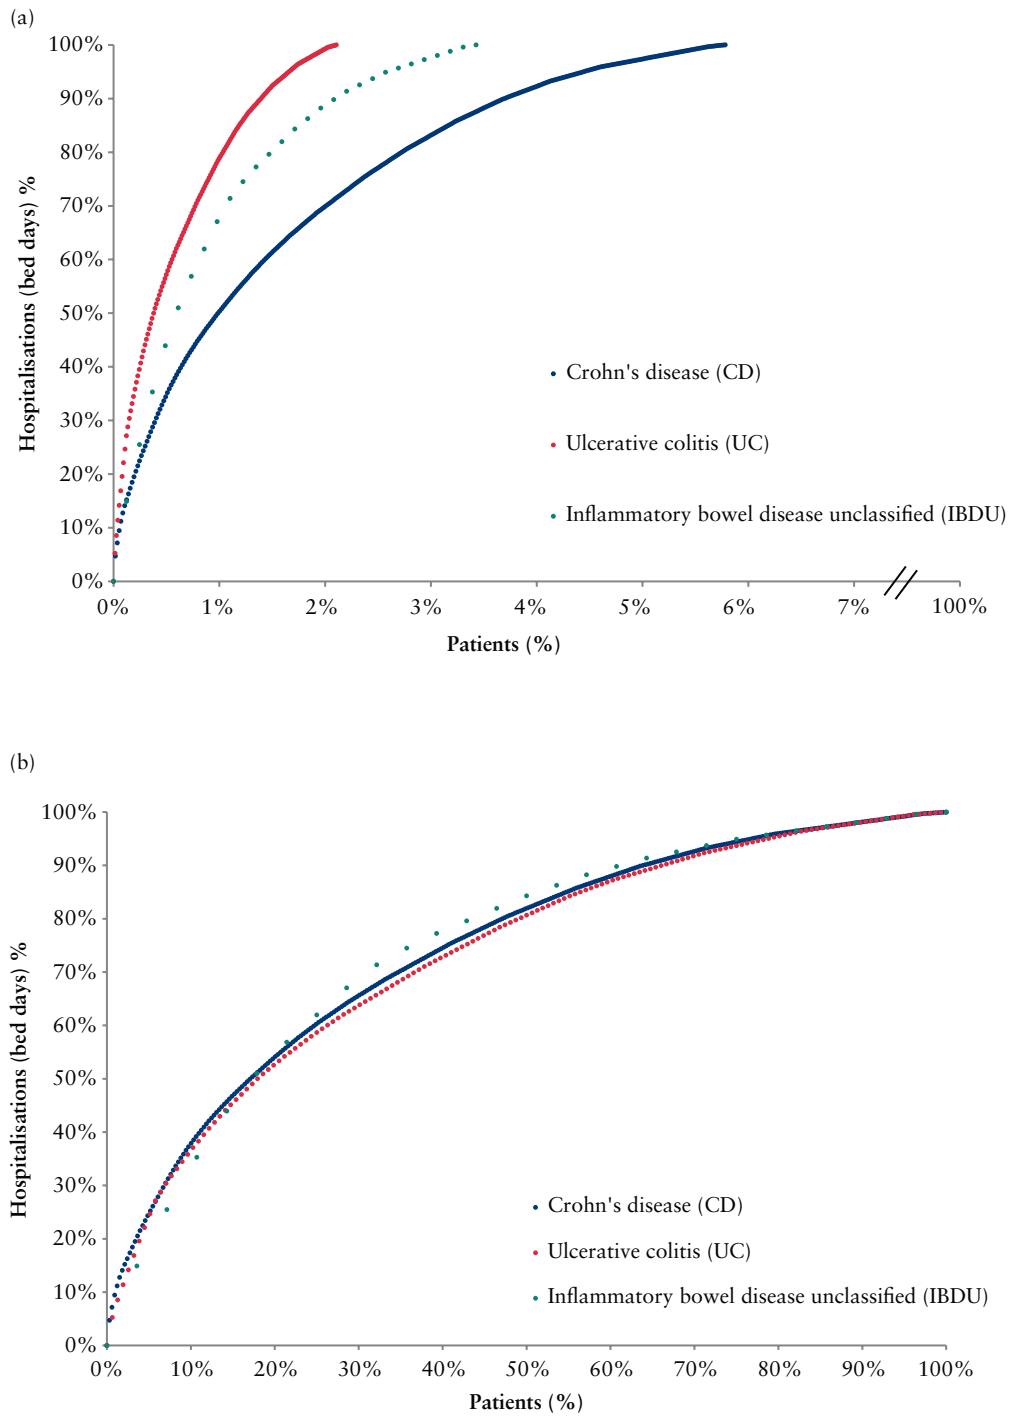 (a)
100%
90%
80%
70%
60%
50%
40%
30%
20%
10%
0%
Hospitalisations (bed days) %
Crohn's disease (CD)
Ulcerative colitis (UC)
Inflammatory bowel disease unclassified (IBDU)
0% 1% 2% 3% 4% 5% 6% 7% 100%
Patients (%)
(b)
100%
90%
80%
70%
60%
50%
40%
30%
20%
10%
0%
Hospitalisations (bed days) %
Crohn's disease (CD)
Ulcerative colitis (UC)
Inflammatory bowel disease unclassified (IBDU)
0% 10% 20% 30% 40% 50% 60% 70% 80% 90% 100%
Patients (%)